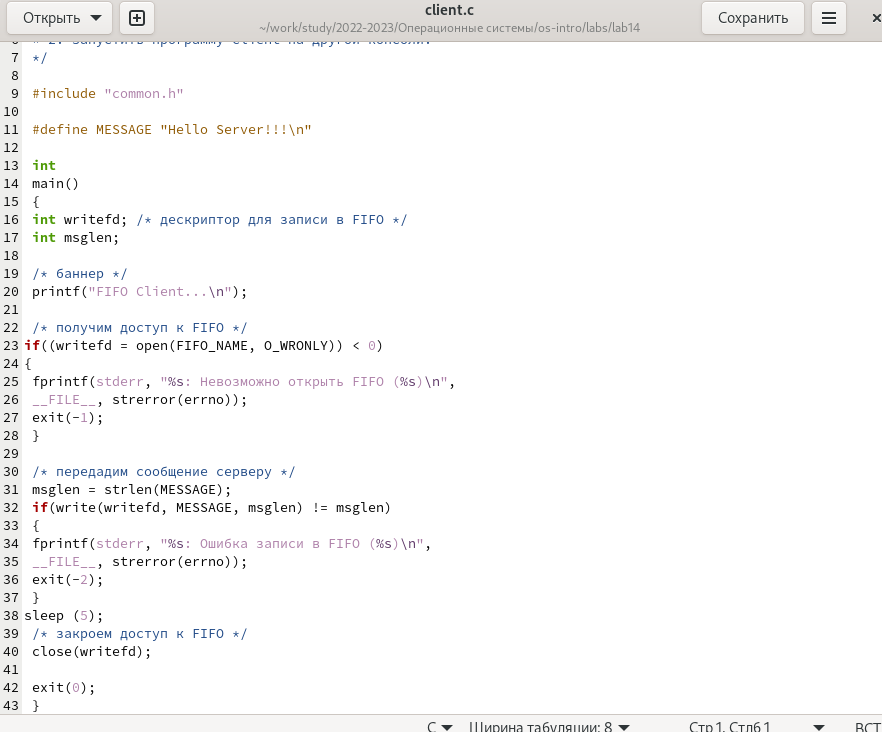 Открыть
client.c
~/work/study/2022-2023/Операционные системы/os-intro/labs/lab14
Сохранить
6 * 2. запустить программу client на другой консоли.
7 */
8
9 #include "common.h"
10
11 #define MESSAGE "Hello Server!!!\n"
12
13 int
14 main()
15 {
16 int writefd; /* дескриптор для записи в FIFO */
17 int msglen;
18
19 /* баннер */
20 printf("FIFO Client...\n");
21
22 /* получим доступ к FIFO */
23 if((writefd = open(FIFO_NAME, O_WRONLY)) < 0)
24 {
25 fprintf(stderr, "%s: Невозможно открыть FIFO (%s)\n",
26 __FILE__, strerror(errno));
27 exit(-1);
28 }
29
30 /* передадим сообщение серверу */
31 msglen = strlen(MESSAGE);
32 if(write(writefd, MESSAGE, msglen) != msglen)
33 {
34 fprintf(stderr, "%s: Ошибка записи в FIFO (%s)\n",
35 __FILE__, strerror(errno));
36 exit(-2);
37 }
38 sleep (5);
39 /* закроем доступ к FIFO */
40 close(writefd);
41
42 exit(0);
43 }
C Ширина табуляции: 8 Стр 1, Стлб 1 ВСТ